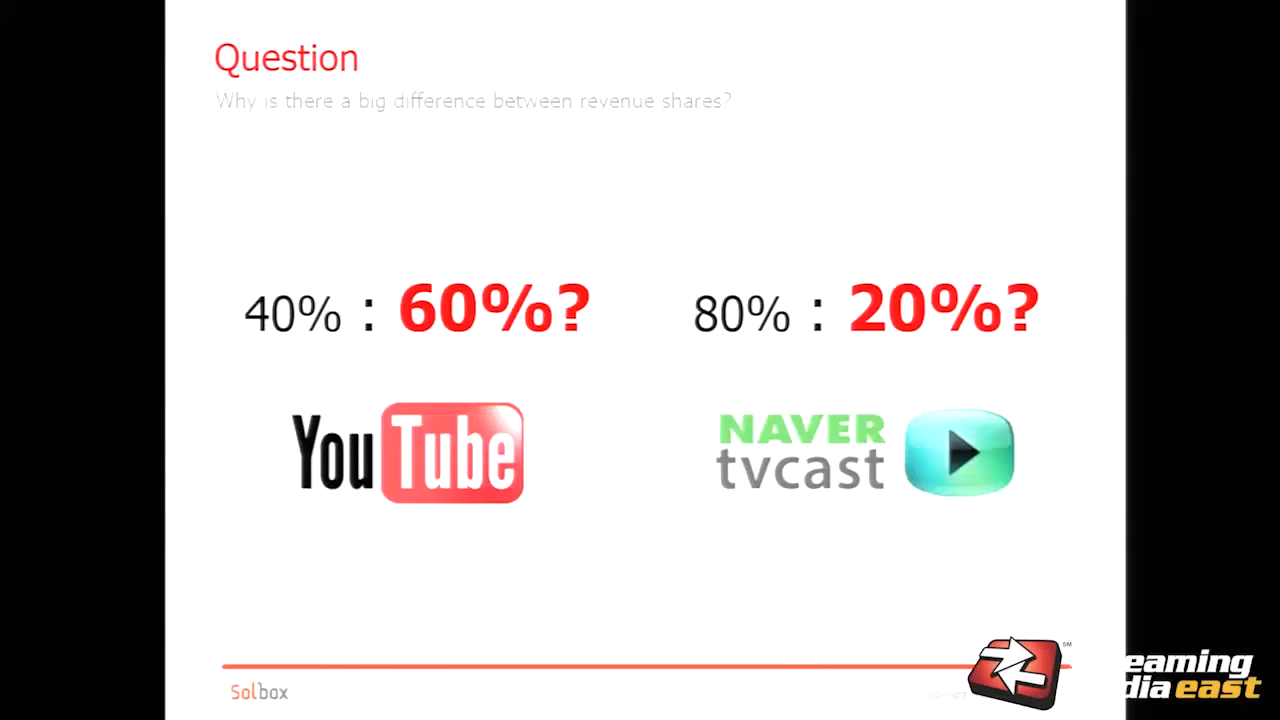 Question
Why is there a big difference between revenue shares?
40% : 60%?
80% : 20%?
YouTube
NAVER
tvcast
Solbox
SM
eaming
dia east